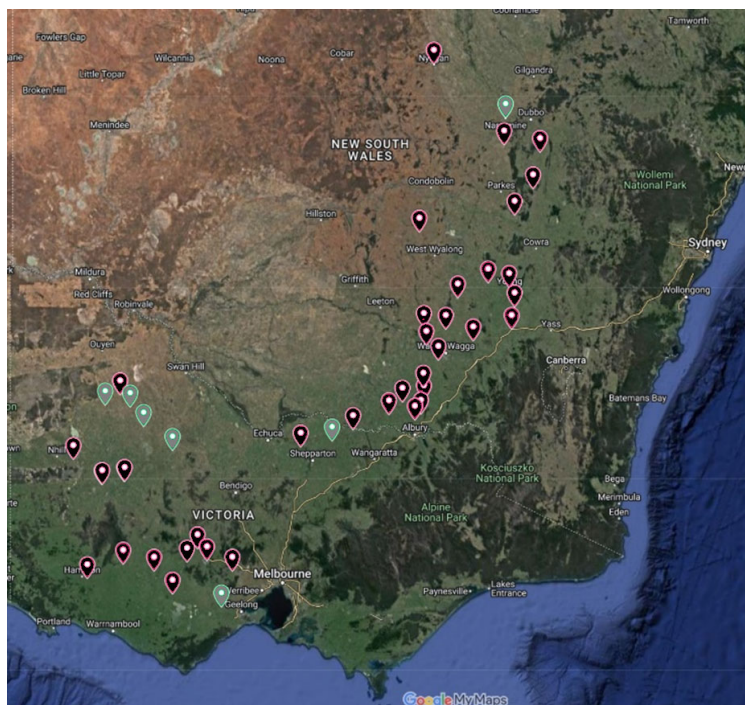 Coonamble
Tamworth
Fowlers Gap
Wilcannia
Noona
Cobar
Gilgandra
Little Topar
Broken Hill
Dubbo
Menindee
NEW SOUTH
WALES
Wollemi
National Park
Condobolin
Parkes
Hillston
West Wyalong
Cowra
Sydney
Mildura
Red Cliffs
Robinvale
Griffith
Leeton
Wollongong
Yass
Ouyen
Swan Hill
Wagga
Canberra
Batemans Bay
Echuca
Albury
Shepparton
Wangaratta
Kosciuszko
National Park
Bega
Merimbula
Eden
Bendigo
VICTORIA
Alpine
National Park
Melbourne
Geelong
Paynesville
Lakes
Entrance
Portland
Warrnambool
Google My Maps